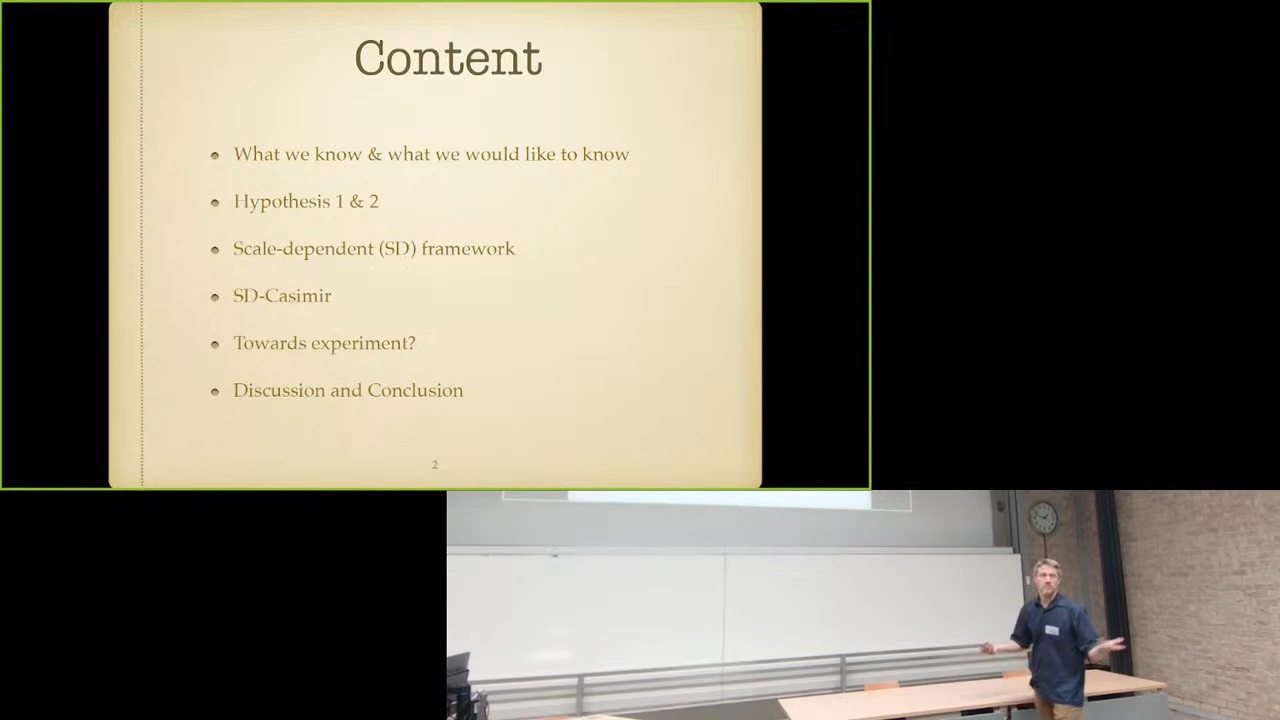 Content
What we know & what we would like to know
Hypothesis 1 & 2
Scale-dependent (SD) framework
SD-Casimir
Towards experiment?
Discussion and Conclusion
2